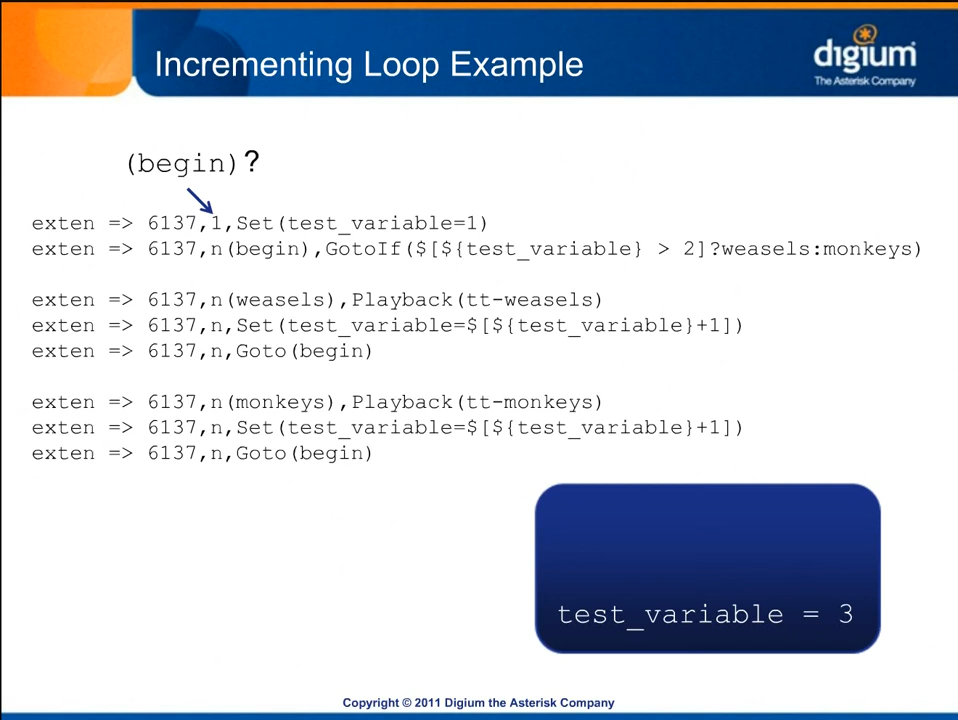 Incrementing Loop Example
digium
The Asterisk Company
(begin)?
exten => 6137,1,Set(test_variable=1)
exten => 6137,n(begin),GotoIf($[${test_variable} > 2]?weasels:monkeys)
exten => 6137,n(weasels),Playback(tt-weasels)
exten => 6137,n,Set(test_variable=$[${test_variable}+1])
exten => 6137,n,Goto(begin)
exten => 6137,n(monkeys),Playback(tt-monkeys)
exten => 6137,n,Set(test_variable=$[${test_variable}+1])
exten => 6137,n,Goto(begin)
test_variable = 3
Copyright © 2011 Digium the Asterisk Company